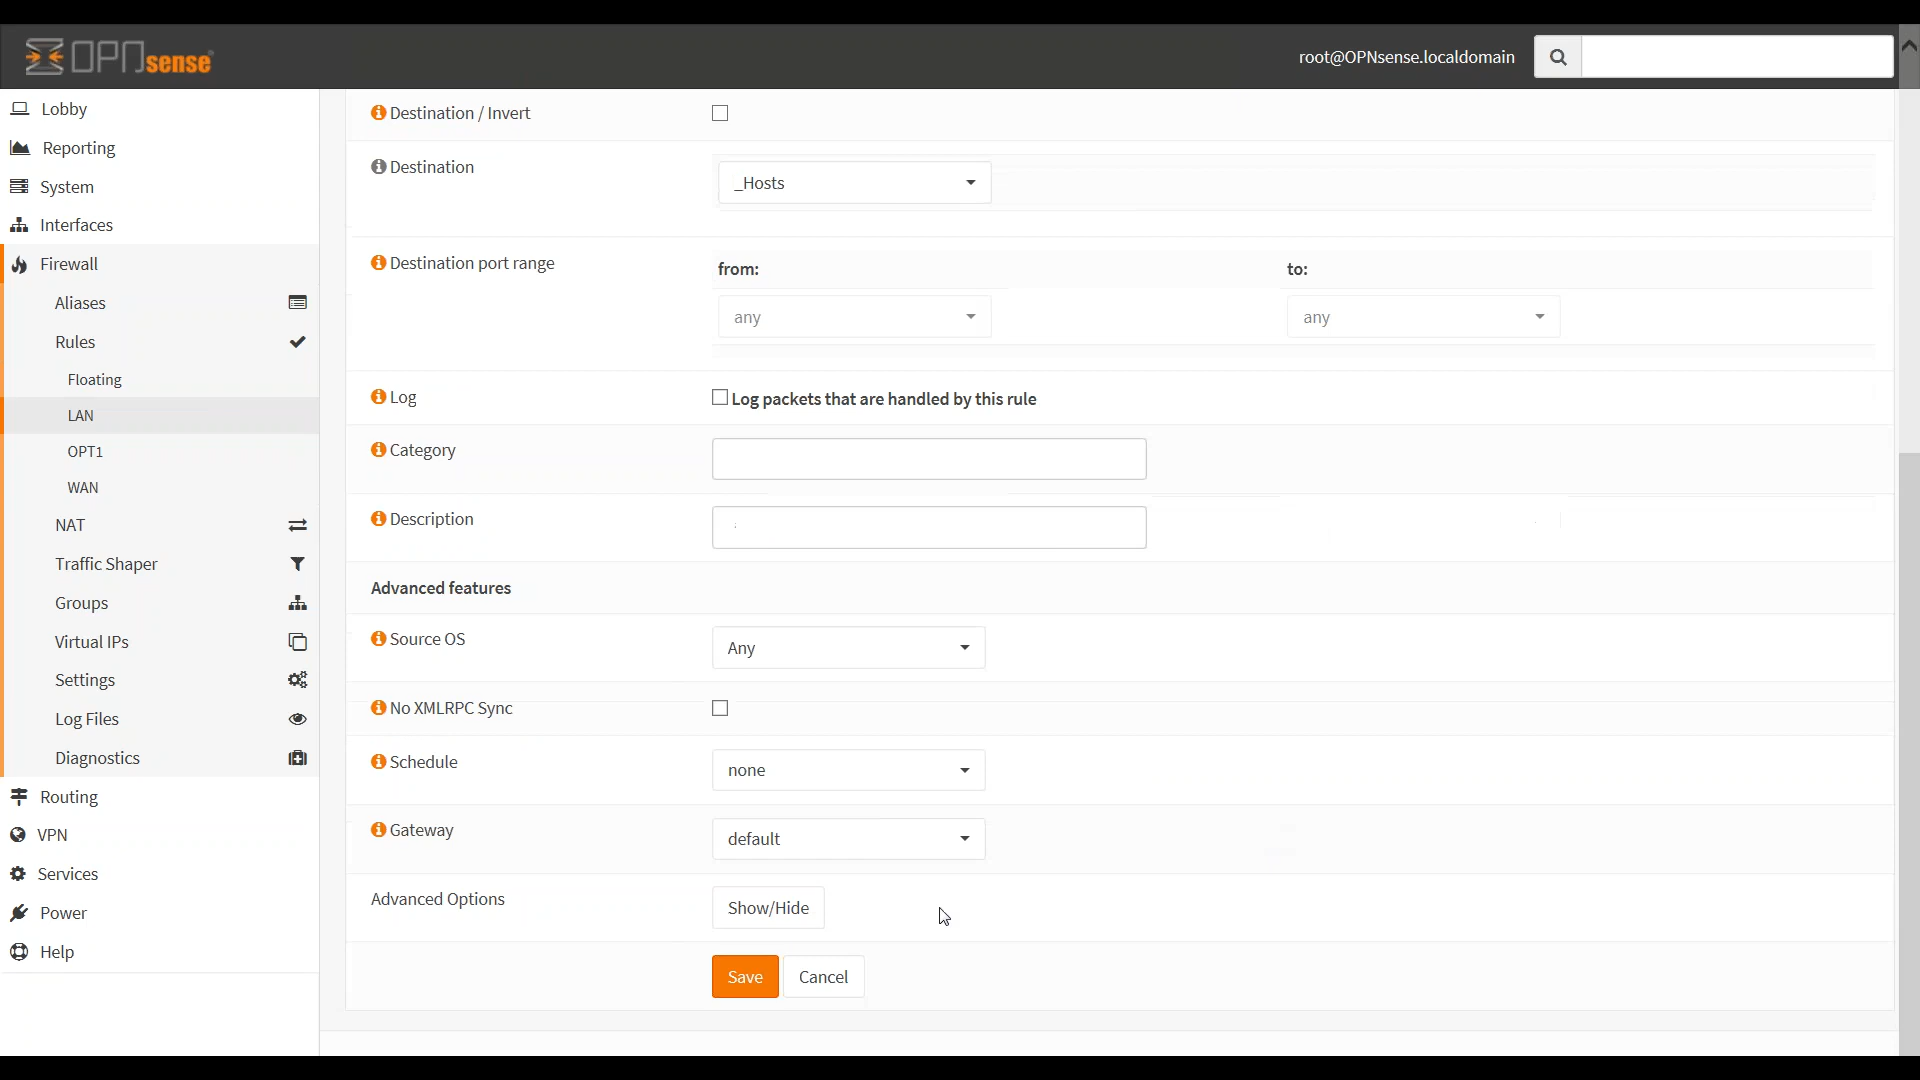 OPNsense
root@OPNsense.localdomain
Lobby
Reporting
System
Interfaces
Firewall
Aliases
Rules
Floating
LAN
OPT1
WAN
NAT
Traffic Shaper
Groups
Virtual IPs
Settings
Log Files
Diagnostics
Routing
VPN
Services
Power
Help
Destination / Invert
Destination
_Hosts
Destination port range
from: to:
any any
Log
Log packets that are handled by this rule
Category
Description
Advanced features
Source OS
Any
No XMLRPC Sync
Schedule
none
Gateway
default
Advanced Options
Show/Hide
Save Cancel